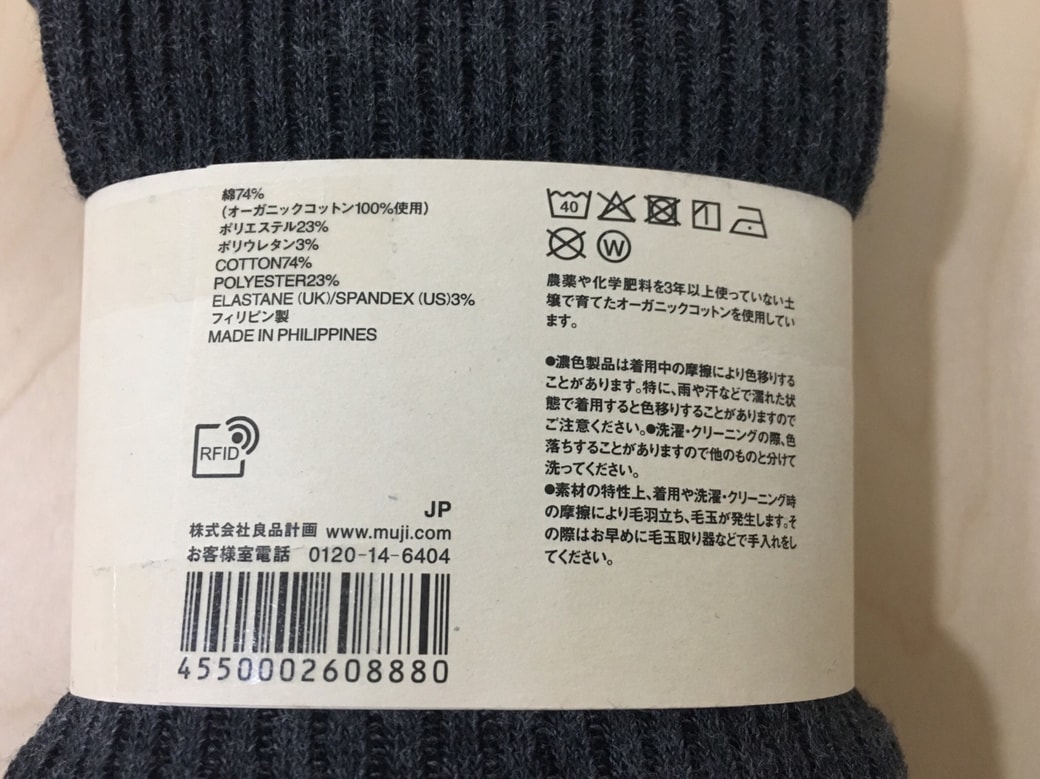 綿74%
(オーガニックコットン100%使用)
ポリエステル23%
ポリウレタン3%
COTTON74%
POLYESTER23%
ELASTANE (UK)/SPANDEX (US)3%
フィリピン製
MADE IN PHILIPPINES
RFID
JP
株式会社良品計画 www.muji.com
お客様室電話 0120-14-6404
4550002608880
40
W
農薬や化学肥料を3年以上使っていない土
壌で育てたオーガニックコットンを使用してい
ます。
●濃色製品は着用中の摩擦により色移りする
ことがあります。特に、雨や汗などで濡れた状
態で着用すると色移りすることがありますので
ご注意ください。●洗濯・クリーニングの際、色
落ちすることがありますので他のものと分けて
洗ってください。
●素材の特性上、着用や洗濯・クリーニング時
の摩擦により毛羽立ち、毛玉が発生します。そ
の際はお早めに毛玉取り器などで手入れをし
てください。